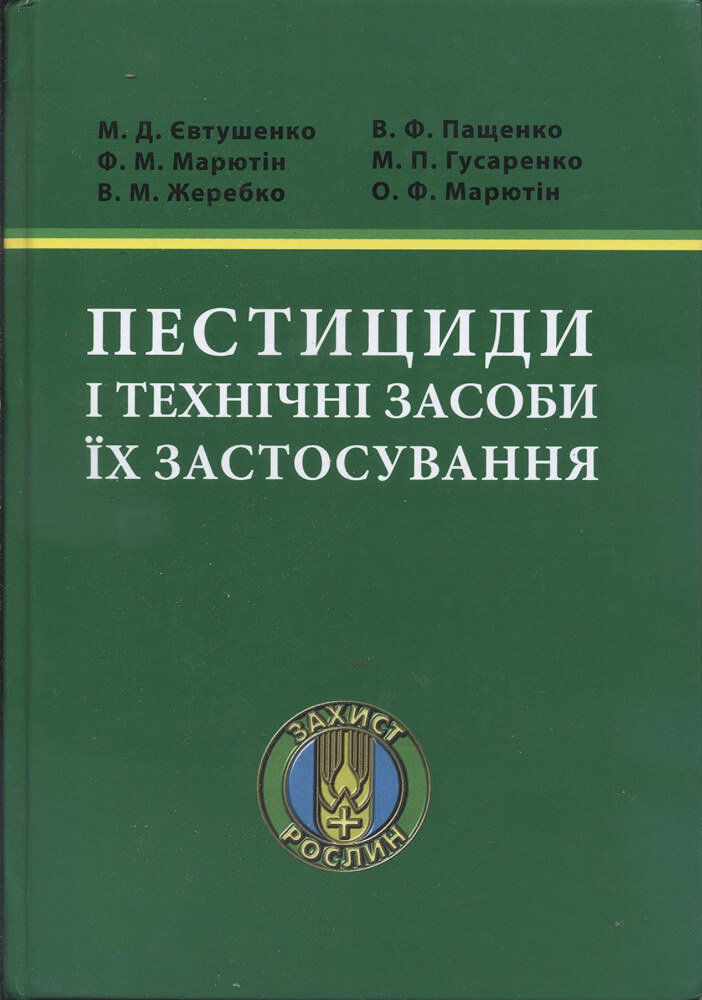 М. Д. Євтушенко
Ф. М. Марютін
В. М. Жеребко
В. Ф. Пащенко
М. П. Гусаренко
О. Ф. Марютін
ПЕСТИЦИДИ
І ТЕХНІЧНІ ЗАСОБИ
ЇХ ЗАСТОСУВАННЯ
ЗАХИСТ
РОСЛИН